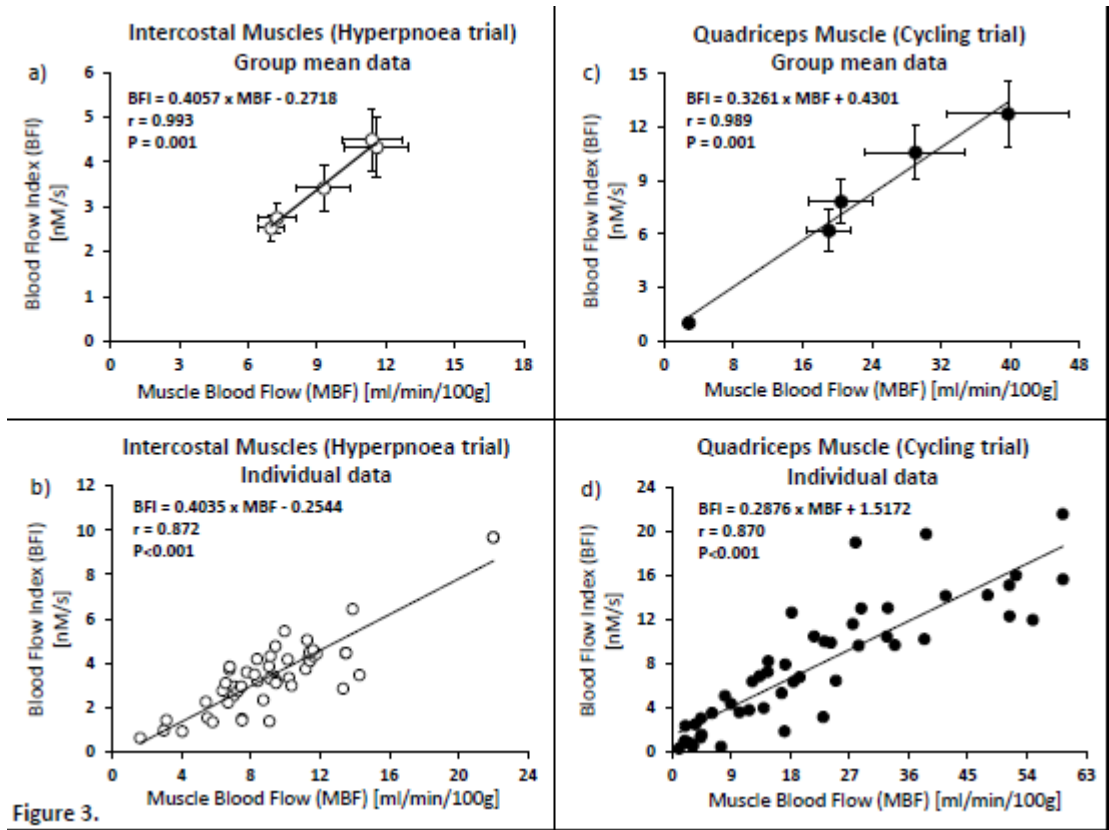 Intercostal Muscles (Hyperpnoea trial)
Group mean data
a)
BFI = 0.4057 x MBF - 0.2718
r = 0.993
P = 0.001
Blood Flow Index (BFI)
[nM/s]
6
5
4
3
2
1
0
0 3 6 9 12 15 18
Muscle Blood Flow (MBF) [ml/min/100g]
Quadriceps Muscle (Cycling trial)
Group mean data
c)
BFI = 0.3261 x MBF + 0.4301
r = 0.989
P = 0.001
Blood Flow Index (BFI)
[nM/s]
15
12
9
6
3
0
0 8 16 24 32 40 48
Muscle Blood Flow (MBF) [ml/min/100g]
Intercostal Muscles (Hyperpnoea trial)
Individual data
b)
BFI = 0.4035 x MBF - 0.2544
r = 0.872
P<0.001
Blood Flow Index (BFI)
[nM/s]
12
10
8
6
4
2
0
0 4 8 12 16 20 24
Muscle Blood Flow (MBF) [ml/min/100g]
Quadriceps Muscle (Cycling trial)
Individual data
d)
BFI = 0.2876 x MBF + 1.5172
r = 0.870
P<0.001
Blood Flow Index (BFI)
[nM/s]
24
20
16
12
8
4
0
0 9 18 27 36 45 54 63
Muscle Blood Flow (MBF) [ml/min/100g]
Figure 3.